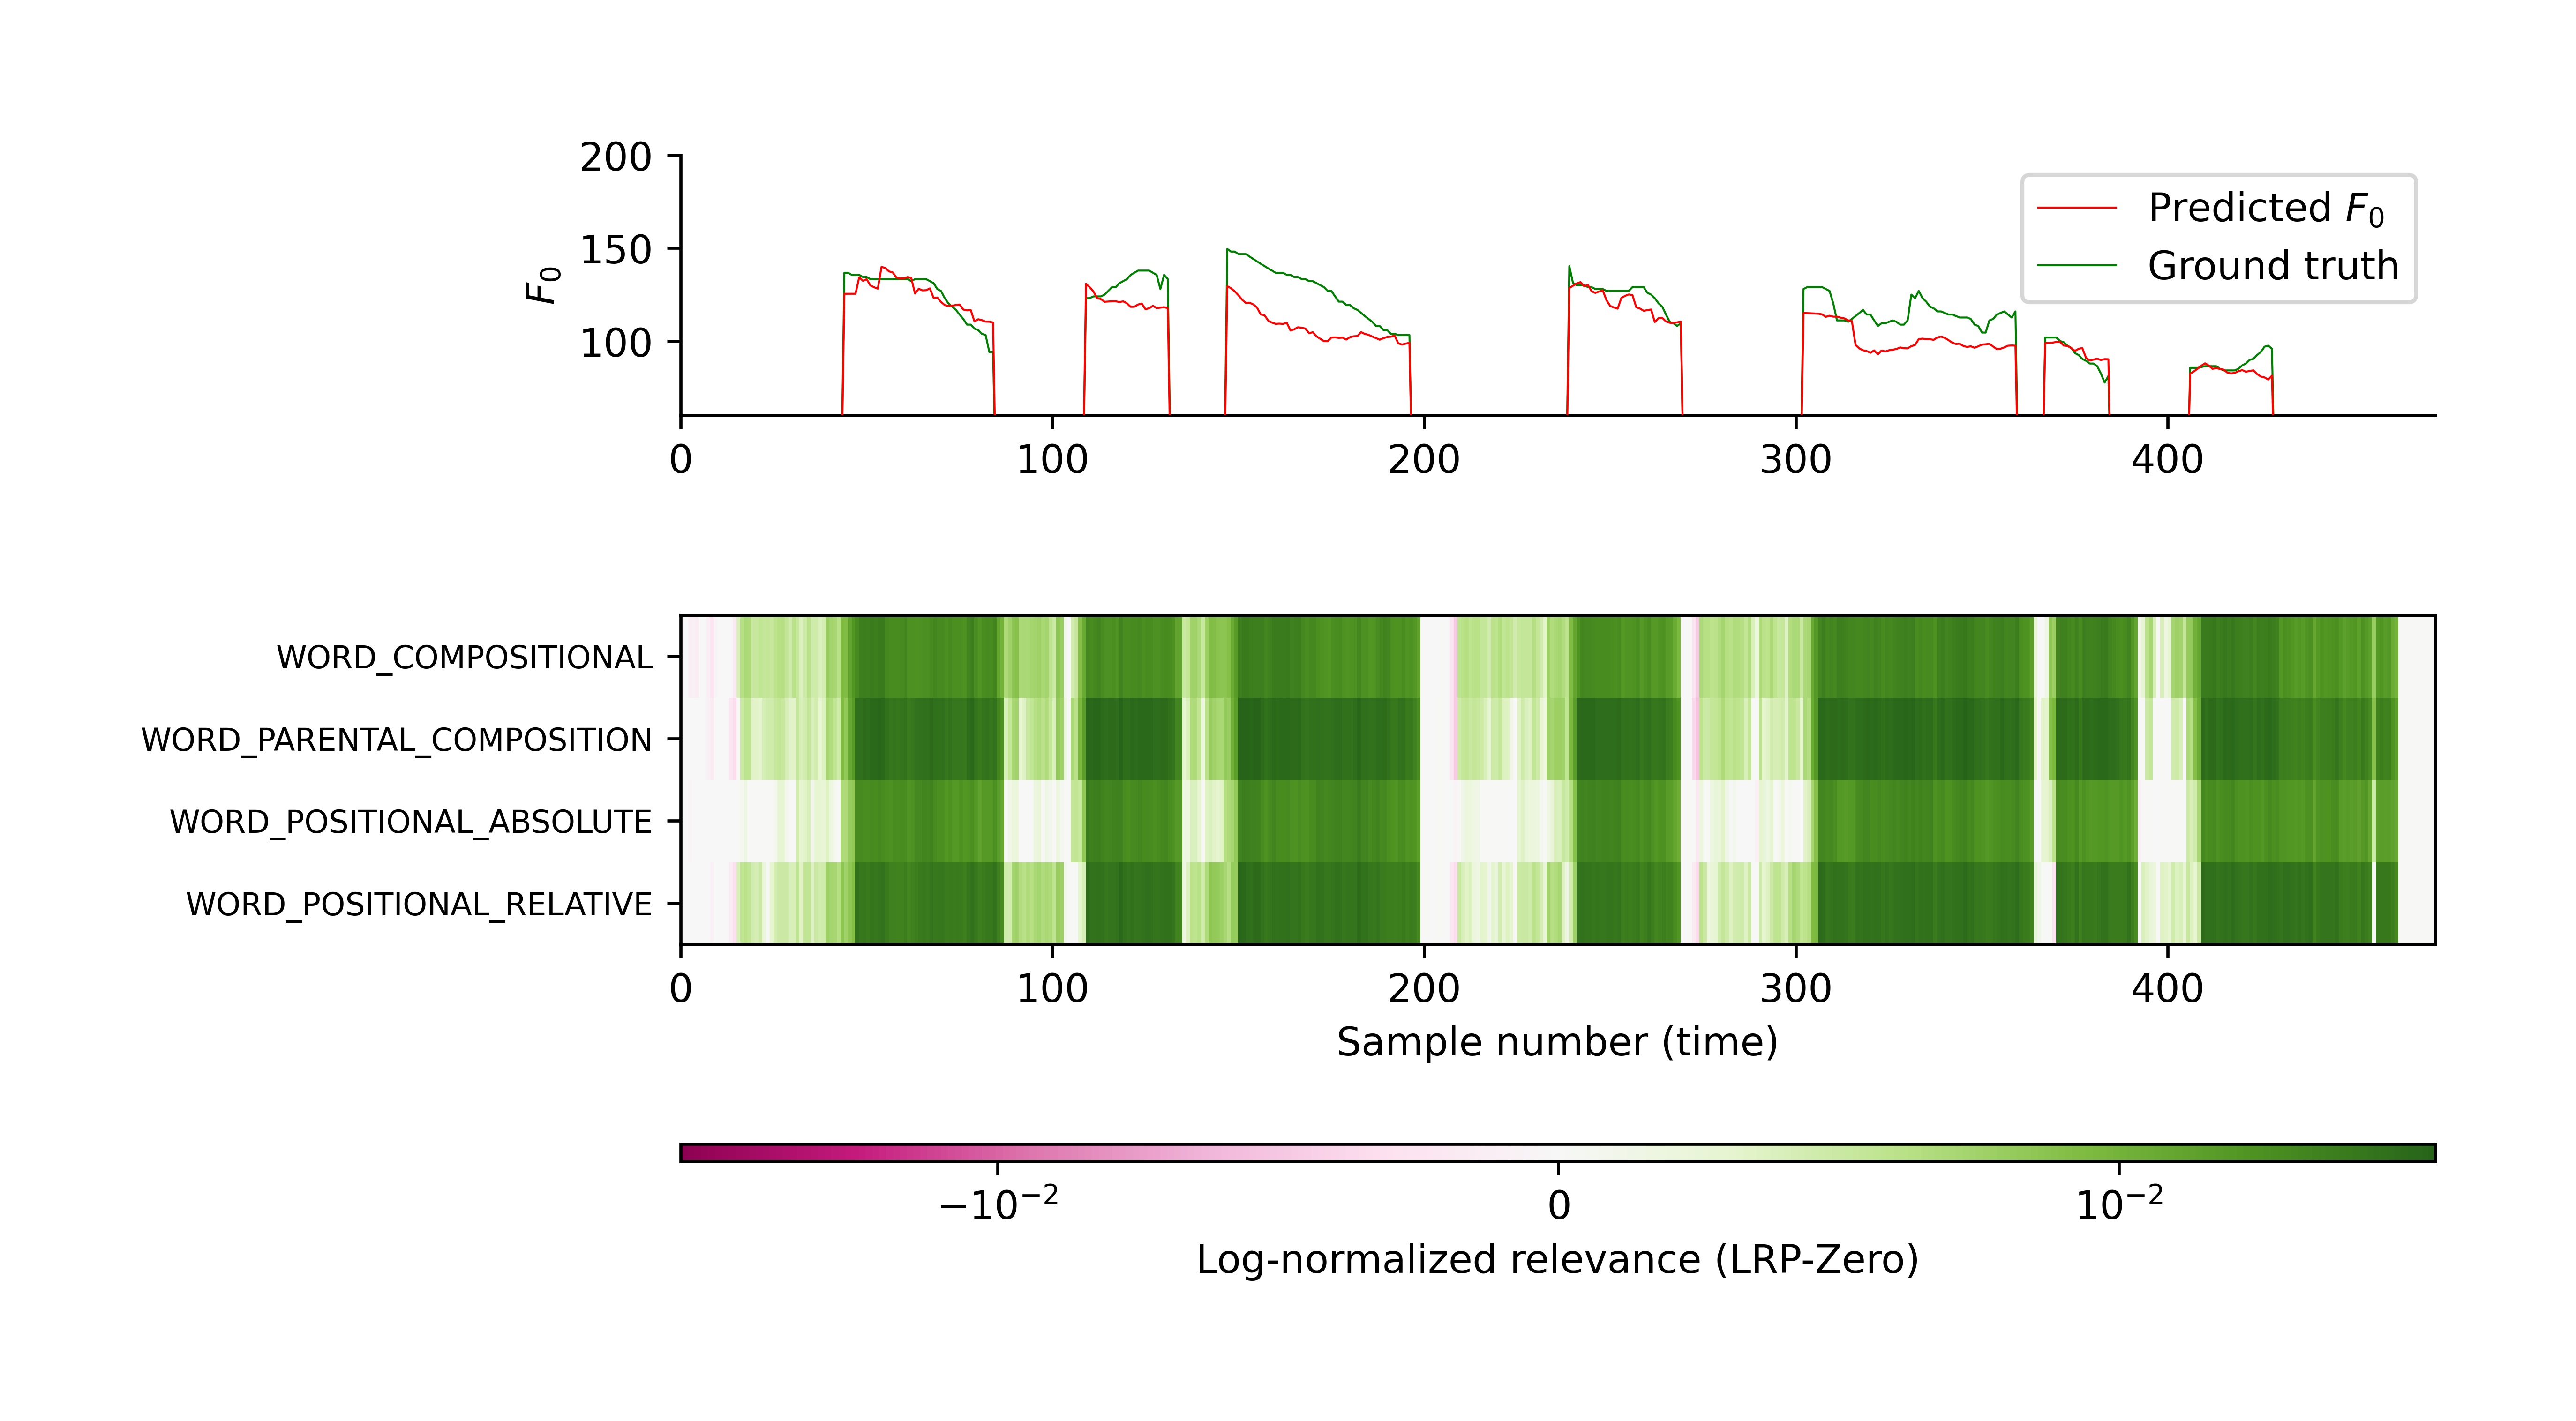 200
150
100
F₀
Predicted F₀
Ground truth
0 100 200 300 400
WORD_COMPOSITIONAL
WORD_PARENTAL_COMPOSITION
WORD_POSITIONAL_ABSOLUTE
WORD_POSITIONAL_RELATIVE
0 100 200 300 400
Sample number (time)
−10⁻² 0 10⁻²
Log-normalized relevance (LRP-Zero)